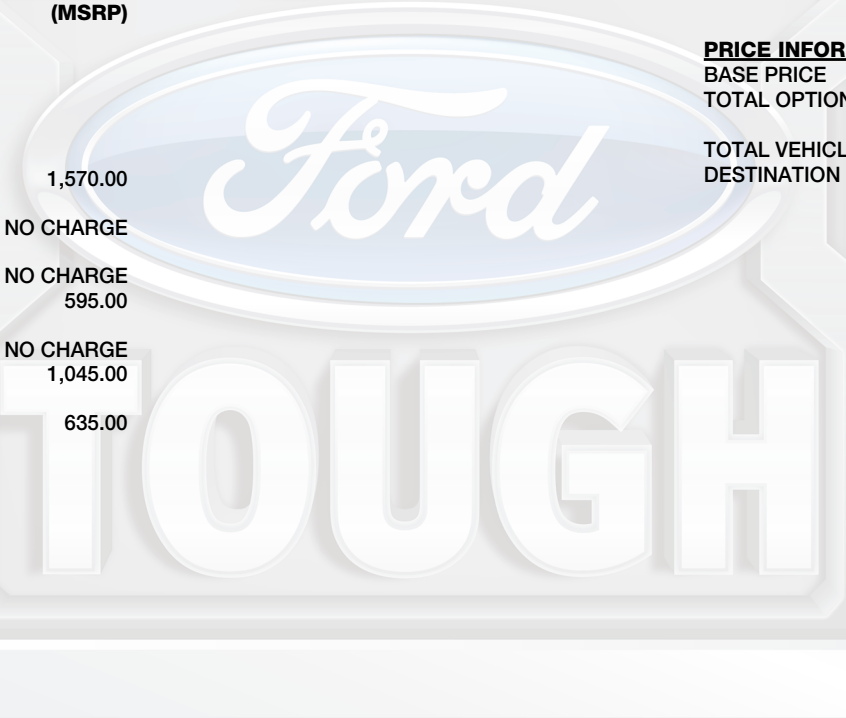 (MSRP)
1,570.00
NO CHARGE
NO CHARGE
595.00
NO CHARGE
1,045.00
635.00
PRICE INFOR
BASE PRICE
TOTAL OPTION
TOTAL VEHICL
DESTINATION
Ford
TOUGH